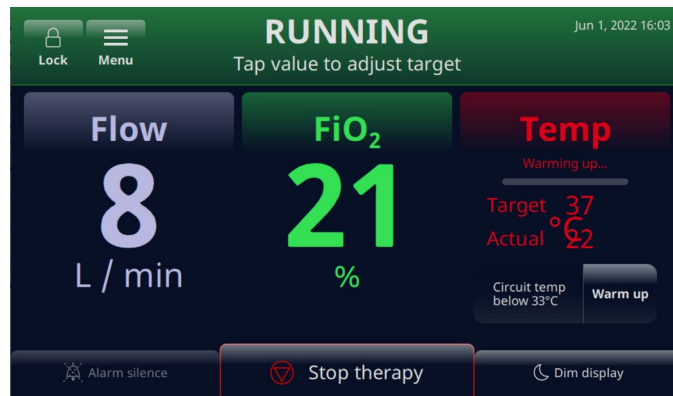 RUNNING
Jun 1, 2022 16:03
Lock
Menu
Tap value to adjust target
Flow
8
L / min
FiO₂
21
%
Temp
Warming up...
Target 37
°C
Actual 22
Circuit temp
below 33°C
Warm up
Alarm silence
Stop therapy
Dim display